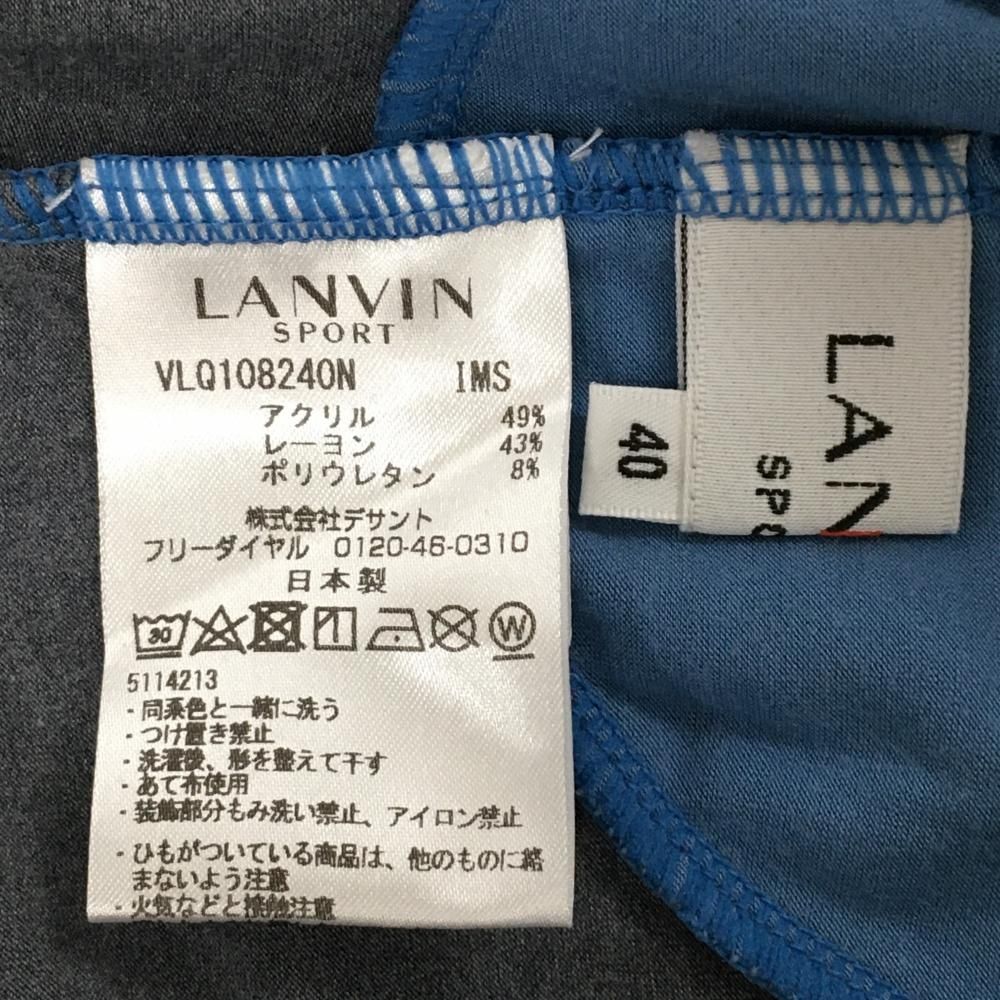 LANVIN
SPORT
VLQ108240N IMS
アクリル 49%
レーヨン 43%
ポリウレタン 8%
株式会社デサント
フリーダイヤル 0120-46-0310
日本製
30
1
W
5114213
・同系色と一緒に洗う
・つけ置き禁止
・洗濯後、形を整えて干す
・あて布使用
・装飾部分もみ洗い禁止、アイロン禁止
・ひもがついている商品は、他のものに絡
まないよう注意
・火気などと接触注意
40
LAN
SPO